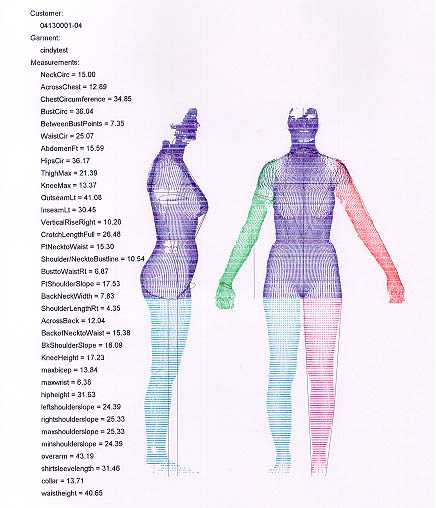 Customer:
04130001-04
Garment:
cindytest
Measurements:
NeckCirc = 15.00
AcrossChest = 12.69
ChestCircumference = 34.85
BustCirc = 36.04
BetweenBustPoints = 7.35
WaistCir = 25.07
AbdomenFt = 15.59
HipsCir = 36.17
ThighMax = 21.39
KneeMax = 13.37
OutseamLt = 41.08
InseamLt = 30.45
VerticalRiseRight = 10.20
CrotchLengthFull = 26.48
FtNecktoWaist = 15.30
Shoulder/NecktoBustline = 10.54
BusttoWaistRt = 6.87
FtShoulderSlope = 17.53
BackNeckWidth = 7.83
ShoulderLengthRt = 4.35
AcrossBack = 12.04
BackofNecktoWaist = 15.38
BkShoulderSlope = 16.09
KneeHeight = 17.23
maxbicep = 13.84
maxwrist = 6.38
hipheight = 31.63
leftshoulderslope = 24.39
rightshoulderslope = 25.33
maxshoulderslope = 25.33
minshoulderslope = 24.39
overarm = 43.19
shirtsleevelength = 31.46
collar = 13.71
waistheight = 40.65